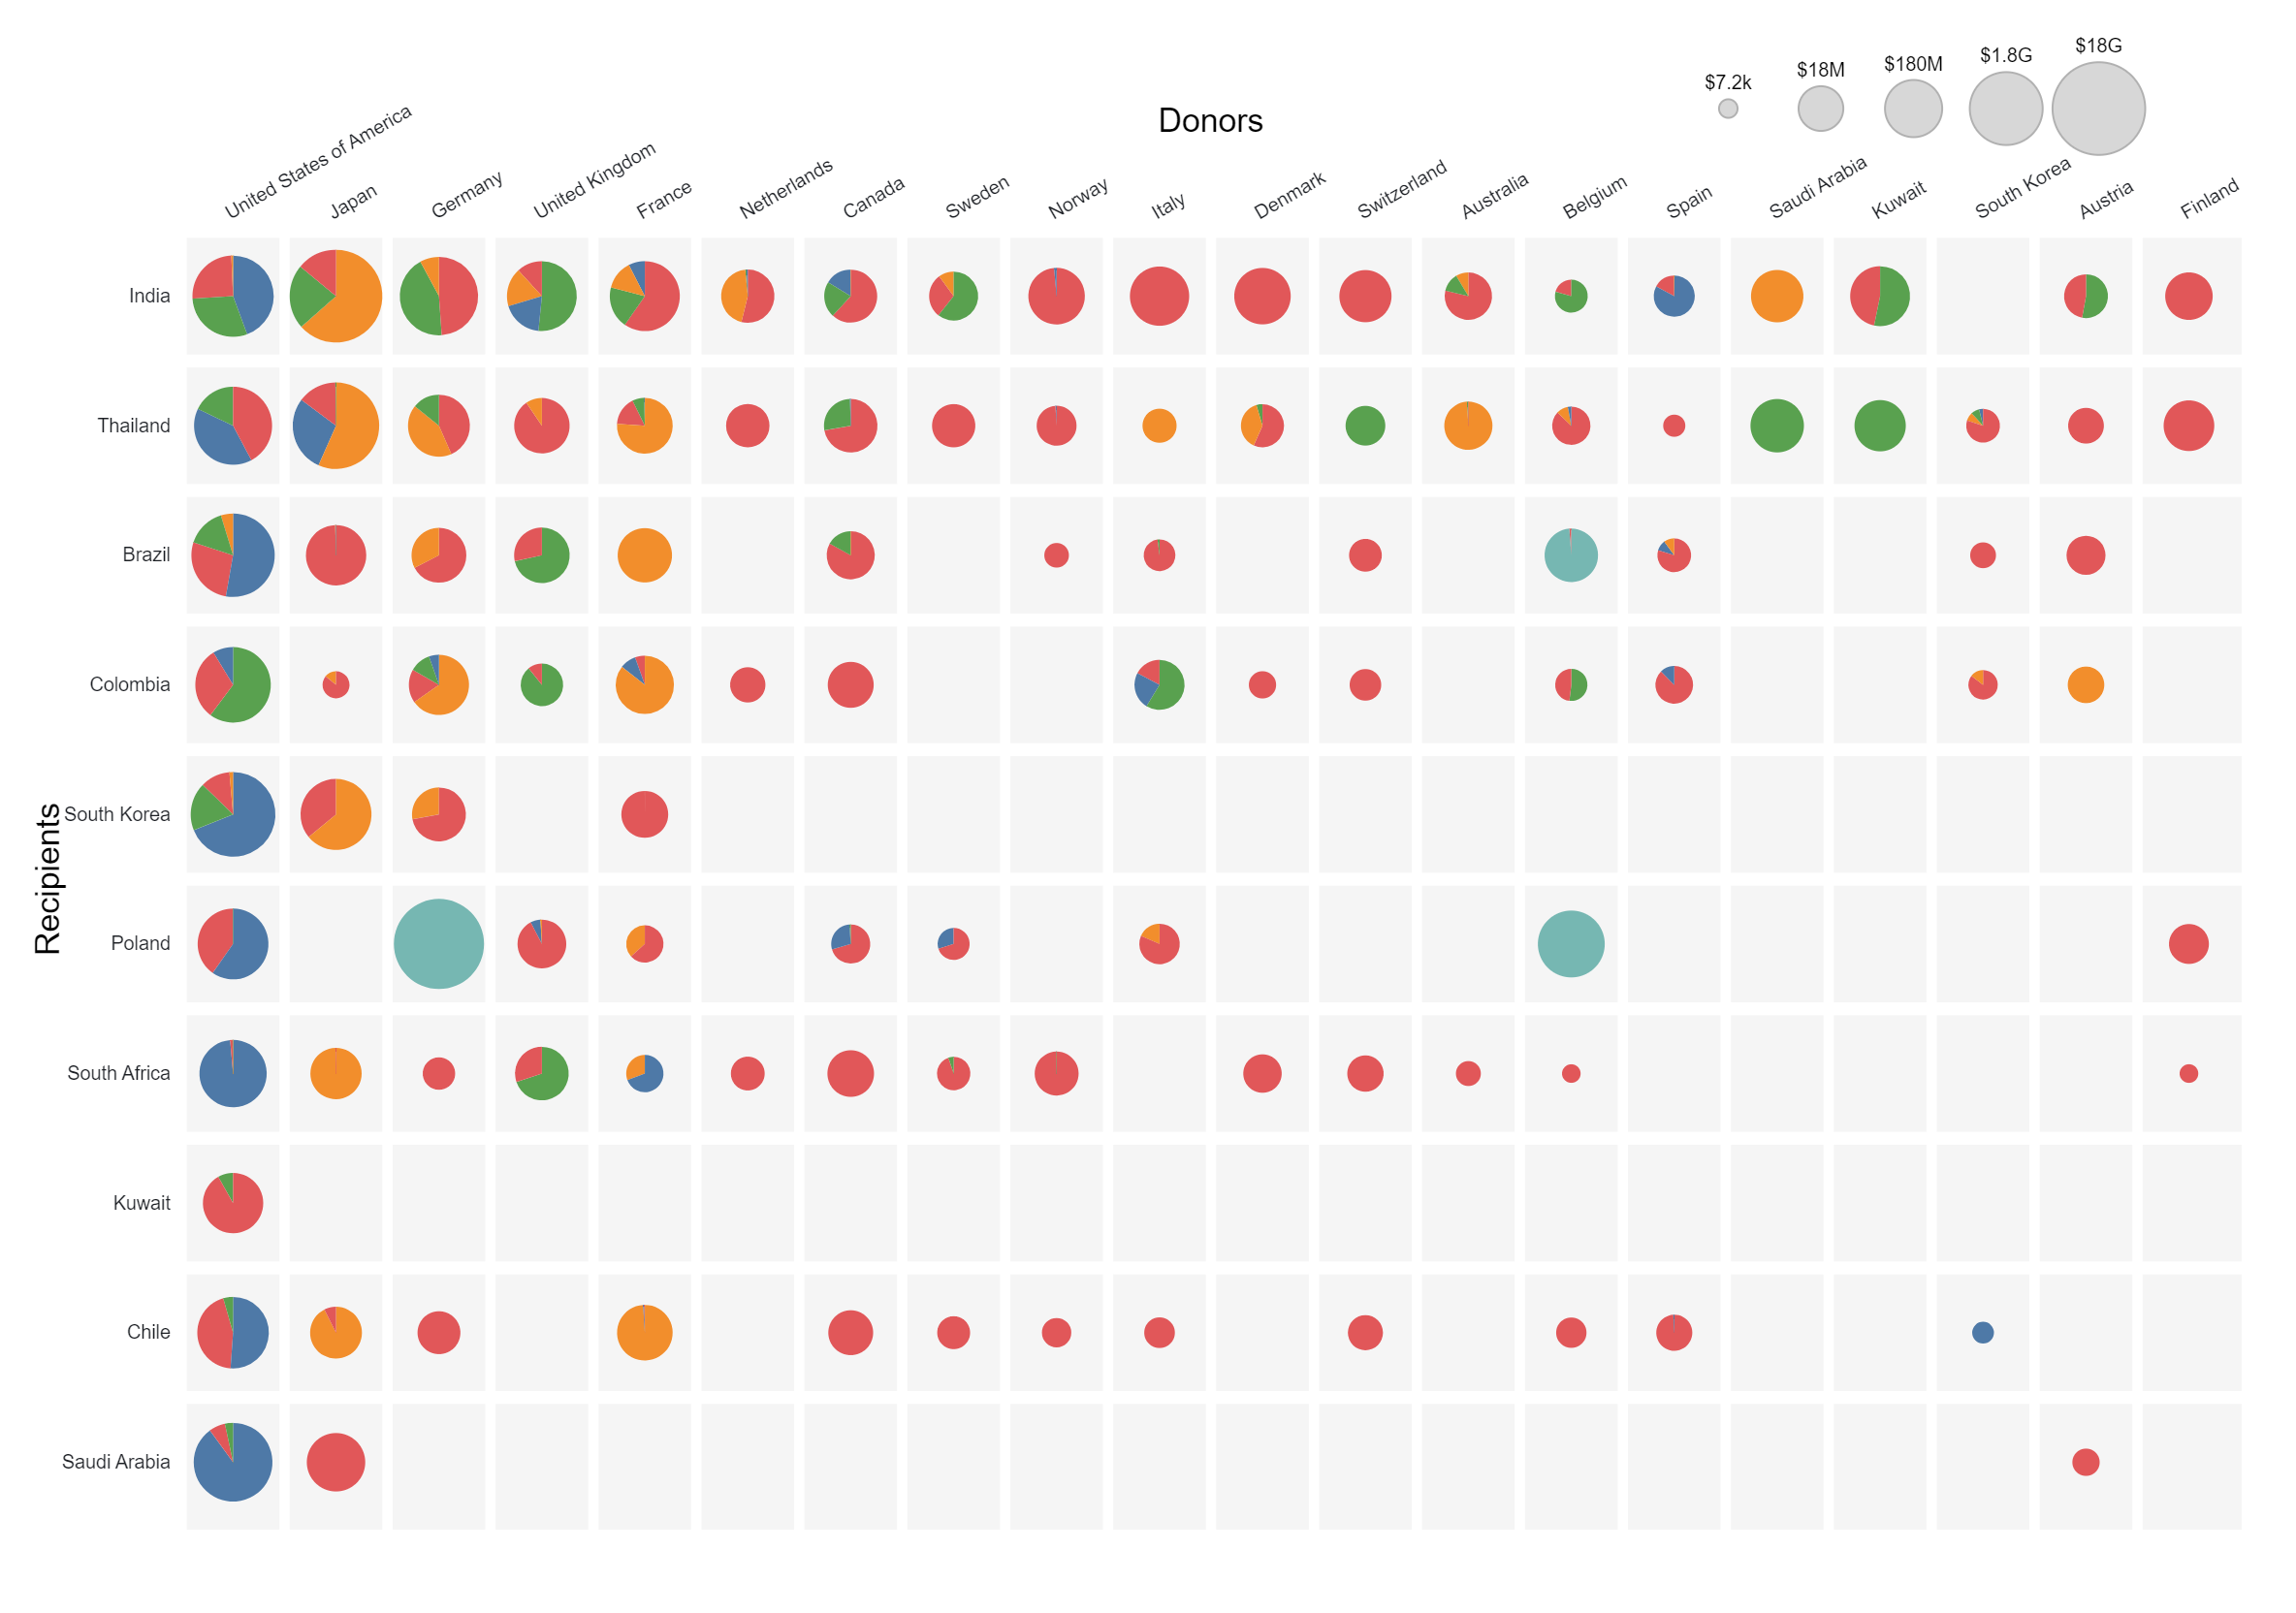 $7.2k
$18M
$180M
$1.8G
$18G
Donors
United States of America
Japan
Germany
United Kingdom
France
Netherlands
Canada
Sweden
Norway
Italy
Denmark
Switzerland
Australia
Belgium
Spain
Saudi Arabia
Kuwait
South Korea
Austria
Finland
Recipients
India
Thailand
Brazil
Colombia
South Korea
Poland
South Africa
Kuwait
Chile
Saudi Arabia